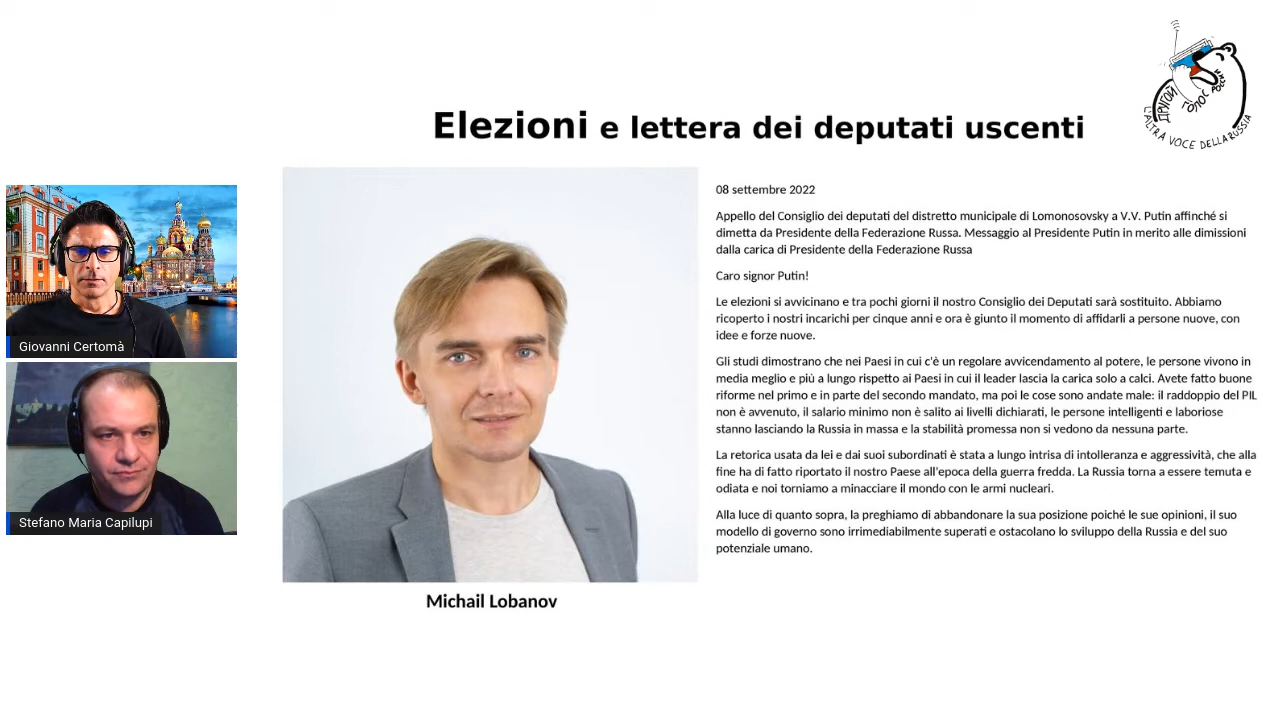 Elezioni e lettera dei deputati uscenti
ДРУГОЙ
ГОЛОС
РОССИИ
L'ALTRA VOCE DELLA RUSSIA
Giovanni Certomà
Stefano Maria Capilupi
Michail Lobanov
08 settembre 2022
Appello del Consiglio dei deputati del distretto municipale di Lomonosovsky a V.V. Putin affinché si
dimetta da Presidente della Federazione Russa. Messaggio al Presidente Putin in merito alle dimissioni
dalla carica di Presidente della Federazione Russa
Caro signor Putin!
Le elezioni si avvicinano e tra pochi giorni il nostro Consiglio dei Deputati sarà sostituito. Abbiamo
ricoperto i nostri incarichi per cinque anni e ora è giunto il momento di affidarli a persone nuove, con
idee e forze nuove.
Gli studi dimostrano che nei Paesi in cui c'è un regolare avvicendamento al potere, le persone vivono in
media meglio e più a lungo rispetto ai Paesi in cui il leader lascia la carica solo a calci. Avete fatto buone
riforme nel primo e in parte del secondo mandato, ma poi le cose sono andate male: il raddoppio del PIL
non è avvenuto, il salario minimo non è salito ai livelli dichiarati, le persone intelligenti e laboriose
stanno lasciando la Russia in massa e la stabilità promessa non si vedono da nessuna parte.
La retorica usata da lei e dai suoi subordinati è stata a lungo intrisa di intolleranza e aggressività, che alla
fine ha di fatto riportato il nostro Paese all'epoca della guerra fredda. La Russia torna a essere temuta e
odiata e noi torniamo a minacciare il mondo con le armi nucleari.
Alla luce di quanto sopra, la preghiamo di abbandonare la sua posizione poiché le sue opinioni, il suo
modello di governo sono irrimediabilmente superati e ostacolano lo sviluppo della Russia e del suo
potenziale umano.